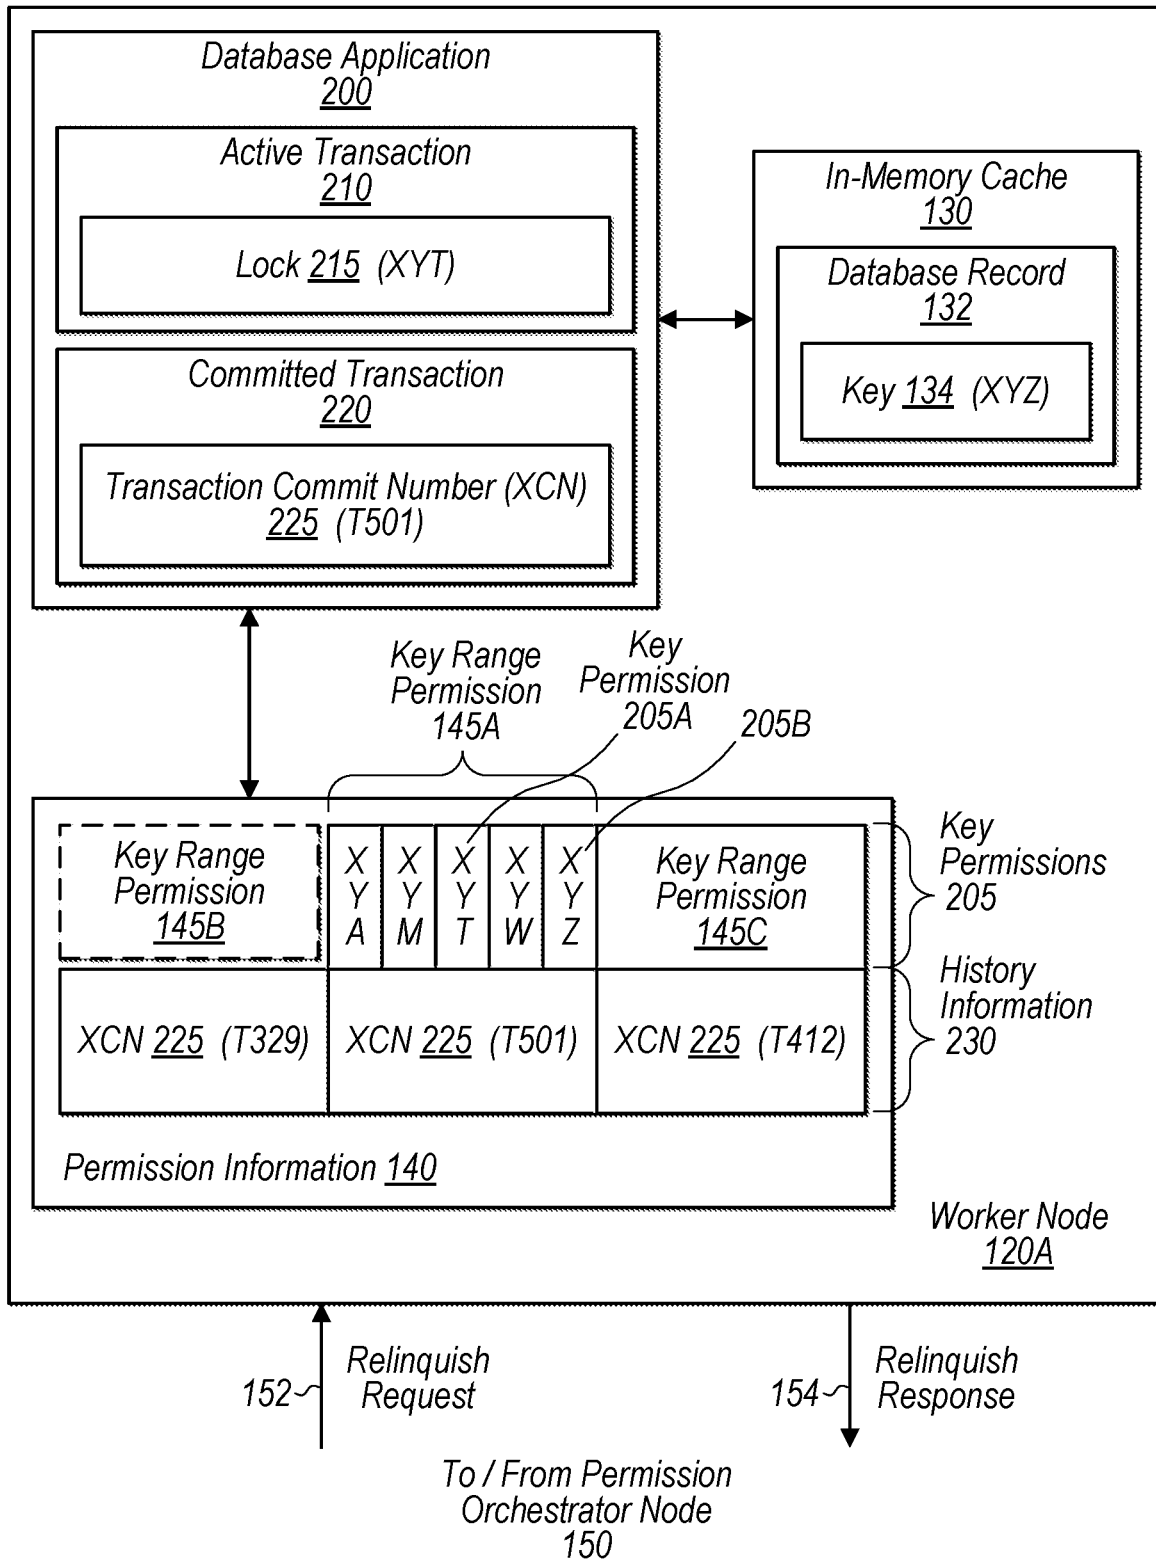 Database Application
200
Active Transaction
210
Lock 215 (XYT)
Committed Transaction
220
Transaction Commit Number (XCN)
225 (T501)
In-Memory Cache
130
Database Record
132
Key 134 (XYZ)
Key Range
Permission
145A
Key
Permission
205A
205B
Key Range
Permission
145B
X
Y
A
X
Y
M
X
Y
T
X
Y
W
X
Y
Z
Key Range
Permission
145C
Key
Permissions
205
XCN 225 (T329)
XCN 225 (T501)
XCN 225 (T412)
History
Information
230
Permission Information 140
Worker Node
120A
152
Relinquish
Request
154
Relinquish
Response
To / From Permission
Orchestrator Node
150